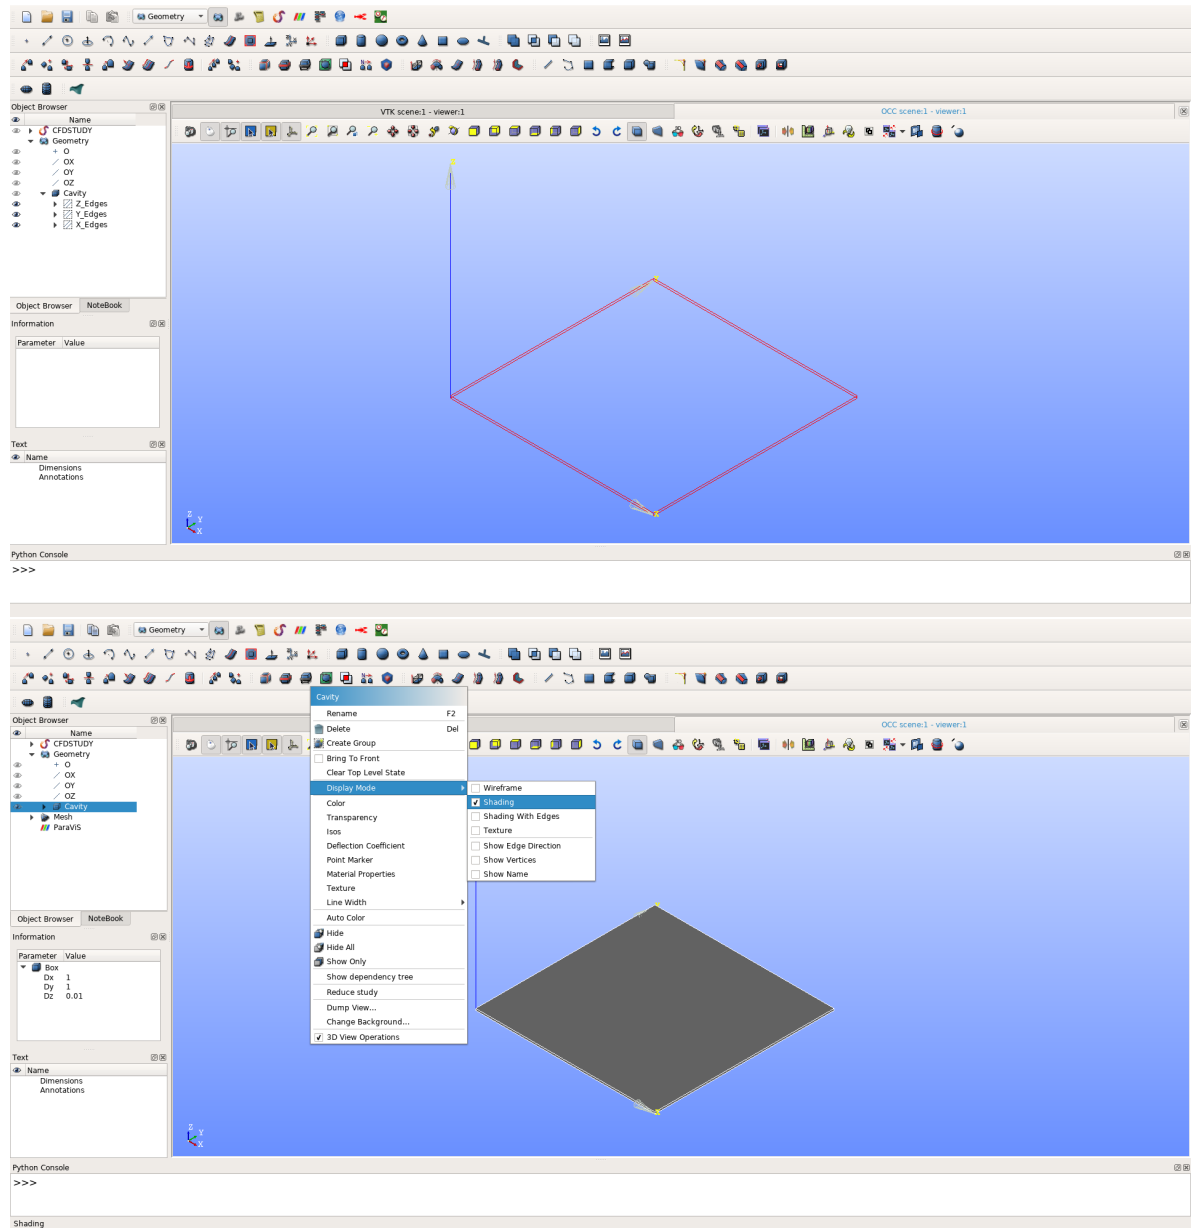 Geometry
Object Browser
VTK scene:1 - viewer:1
OCC scene:1 - viewer:1
Name
CFDSTUDY
Geometry
O
OX
OY
OZ
Cavity
Z_Edges
Y_Edges
X_Edges
Object Browser NoteBook
Information
Parameter Value
Text
Name
Dimensions
Annotations
Z
Y
X
Python Console
>>>
Geometry
Object Browser
OCC scene:1 - viewer:1
Name
CFDSTUDY
Geometry
O
OX
OY
OZ
Cavity
Mesh
ParaViS
Object Browser NoteBook
Information
Parameter Value
Box
Dx 1
Dy 1
Dz 0.01
Text
Name
Dimensions
Annotations
Cavity
Rename F2
Delete Del
Create Group
Bring To Front
Clear Top Level State
Display Mode
Color
Transparency
Isos
Deflection Coefficient
Point Marker
Material Properties
Texture
Line Width
Auto Color
Hide
Hide All
Show Only
Show dependency tree
Reduce study
Dump View...
Change Background...
3D View Operations
Wireframe
Shading
Shading With Edges
Texture
Show Edge Direction
Show Vertices
Show Name
X
Z
Y
X
Python Console
>>>
Shading